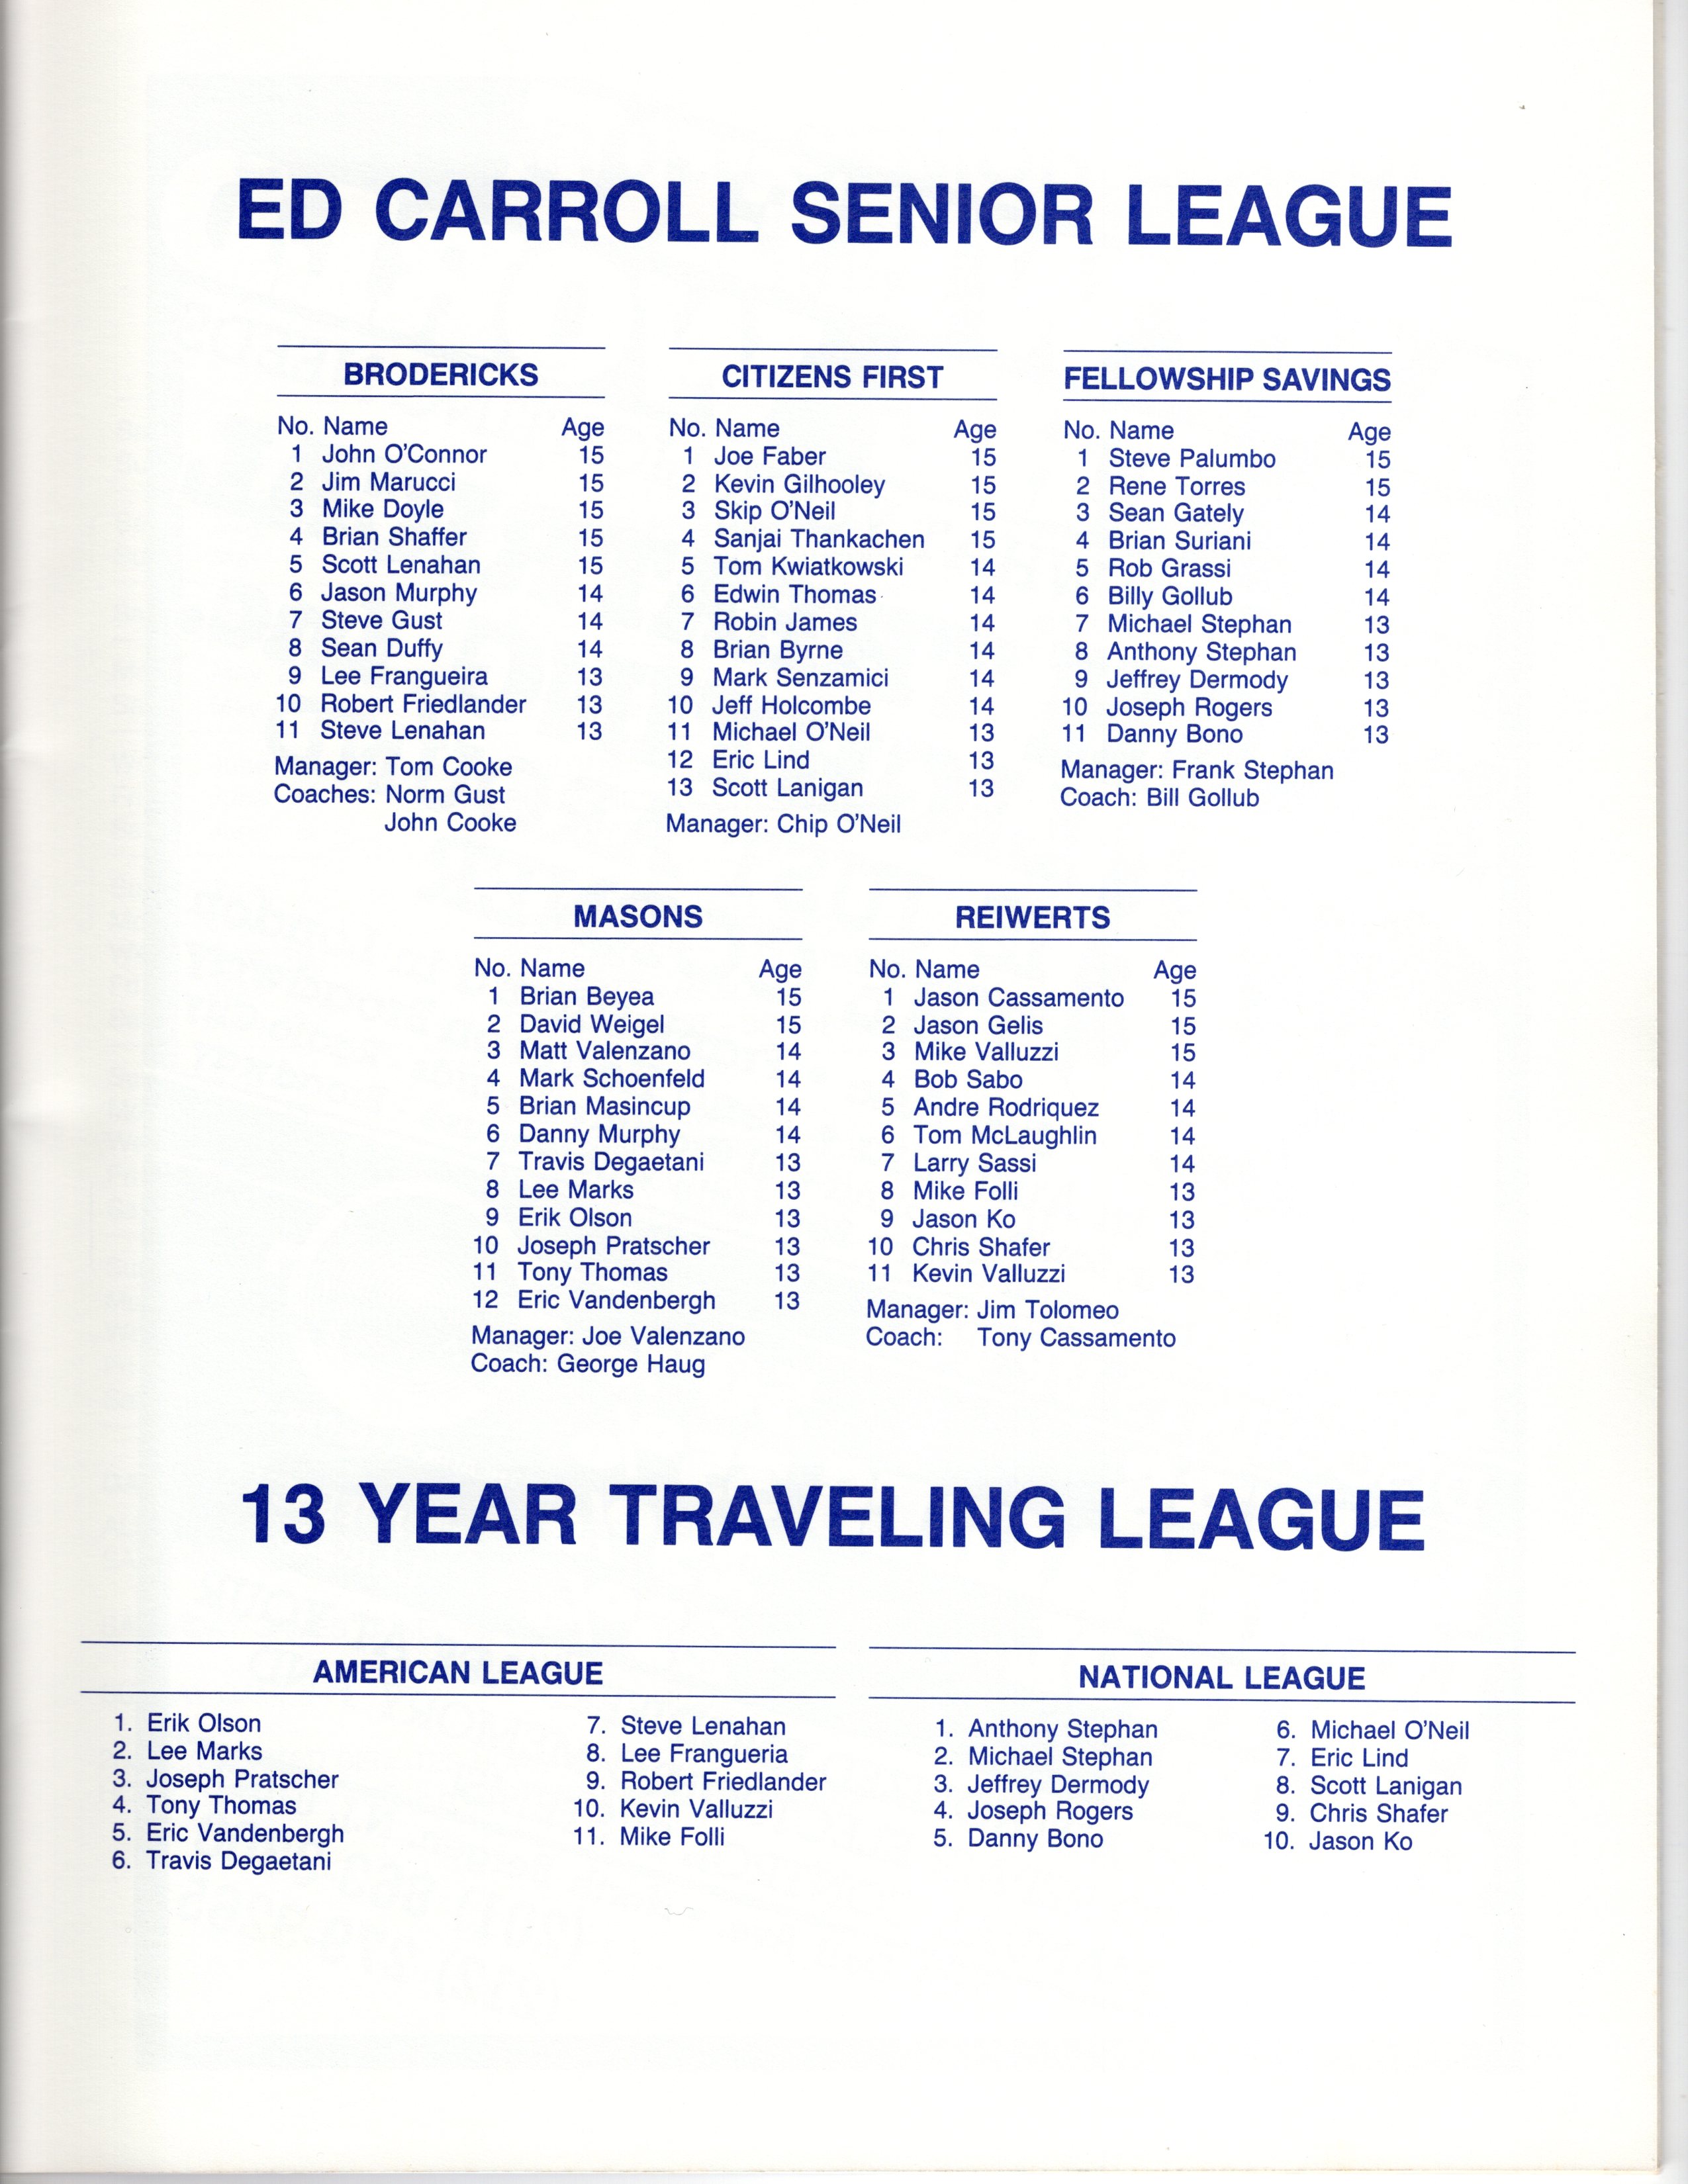 ED CARROLL SENIOR LEAGUE
BRODERICKS
No. Name Age
1 John O'Connor 15
2 Jim Marucci 15
3 Mike Doyle 15
4 Brian Shaffer 15
5 Scott Lenahan 15
6 Jason Murphy 14
7 Steve Gust 14
8 Sean Duffy 14
9 Lee Frangueira 13
10 Robert Friedlander 13
11 Steve Lenahan 13
Manager: Tom Cooke
Coaches: Norm Gust
John Cooke
CITIZENS FIRST
No. Name Age
1 Joe Faber 15
2 Kevin Gilhooley 15
3 Skip O'Neil 15
4 Sanjai Thankachen 15
5 Tom Kwiatkowski 14
6 Edwin Thomas 14
7 Robin James 14
8 Brian Byrne 14
9 Mark Senzamici 14
10 Jeff Holcombe 14
11 Michael O'Neil 13
12 Eric Lind 13
13 Scott Lanigan 13
Manager: Chip O'Neil
FELLOWSHIP SAVINGS
No. Name Age
1 Steve Palumbo 15
2 Rene Torres 15
3 Sean Gately 14
4 Brian Suriani 14
5 Rob Grassi 14
6 Billy Gollub 14
7 Michael Stephan 13
8 Anthony Stephan 13
9 Jeffrey Dermody 13
10 Joseph Rogers 13
11 Danny Bono 13
Manager: Frank Stephan
Coach: Bill Gollub
MASONS
No. Name Age
1 Brian Beyea 15
2 David Weigel 15
3 Matt Valenzano 14
4 Mark Schoenfeld 14
5 Brian Masincup 14
6 Danny Murphy 14
7 Travis Degaetani 13
8 Lee Marks 13
9 Erik Olson 13
10 Joseph Pratscher 13
11 Tony Thomas 13
12 Eric Vandenbergh 13
Manager: Joe Valenzano
Coach: George Haug
REIWERTS
No. Name Age
1 Jason Cassamento 15
2 Jason Gelis 15
3 Mike Valluzzi 15
4 Bob Sabo 14
5 Andre Rodriquez 14
6 Tom McLaughlin 14
7 Larry Sassi 14
8 Mike Folli 13
9 Jason Ko 13
10 Chris Shafer 13
11 Kevin Valluzzi 13
Manager: Jim Tolomeo
Coach: Tony Cassamento
13 YEAR TRAVELING LEAGUE
AMERICAN LEAGUE
1. Erik Olson
2. Lee Marks
3. Joseph Pratscher
4. Tony Thomas
5. Eric Vandenbergh
6. Travis Degaetani
7. Steve Lenahan
8. Lee Frangueria
9. Robert Friedlander
10. Kevin Valluzzi
11. Mike Folli
NATIONAL LEAGUE
1. Anthony Stephan
2. Michael Stephan
3. Jeffrey Dermody
4. Joseph Rogers
5. Danny Bono
6. Michael O'Neil
7. Eric Lind
8. Scott Lanigan
9. Chris Shafer
10. Jason Ko